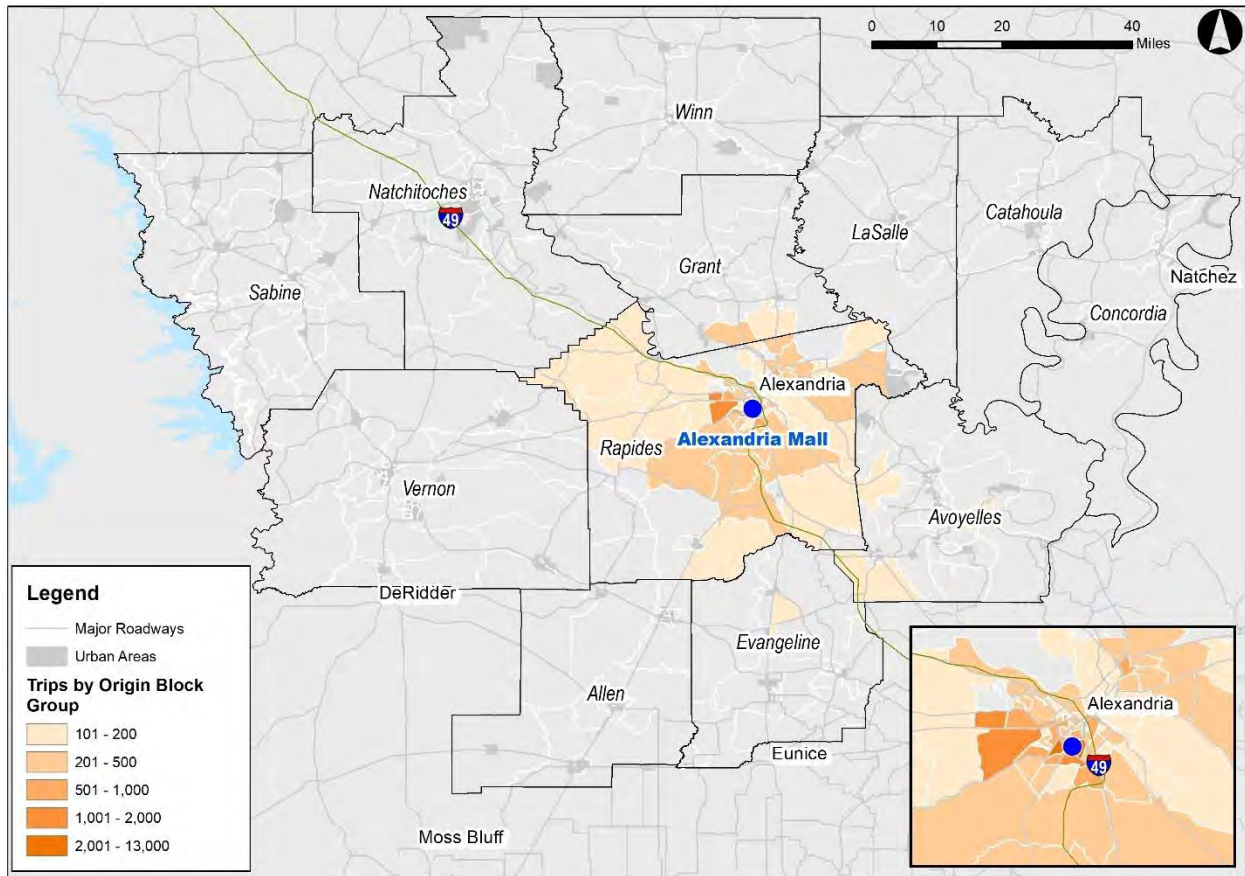 0 10 20 40
Miles
Winn
Natchitoches
49
LaSalle
Catahoula
Grant
Natchez
Sabine
Concordia
Alexandria
Alexandria Mall
Rapides
Vernon
Avoyelles
DeRidder
Evangeline
Allen
Eunice
Moss Bluff
Legend
Major Roadways
Urban Areas
Trips by Origin Block
Group
101 - 200
201 - 500
501 - 1,000
1,001 - 2,000
2,001 - 13,000
Alexandria
49